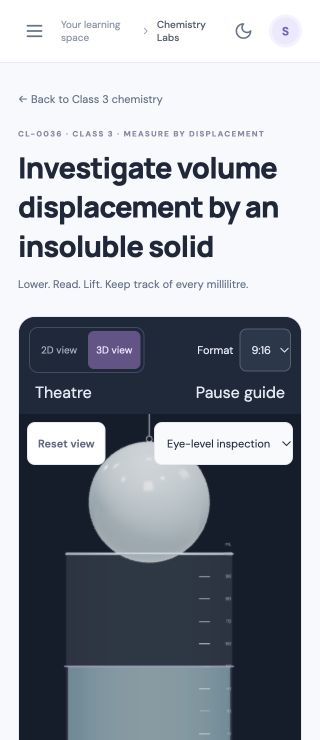 Your learning space
Chemistry Labs
S
← Back to Class 3 chemistry
CL-0036 · CLASS 3 · MEASURE BY DISPLACEMENT
Investigate volume
displacement by an
insoluble solid
Lower. Read. Lift. Keep track of every millilitre.
2D view
3D view
Format
9:16
Theatre
Pause guide
Reset view
Eye-level inspection